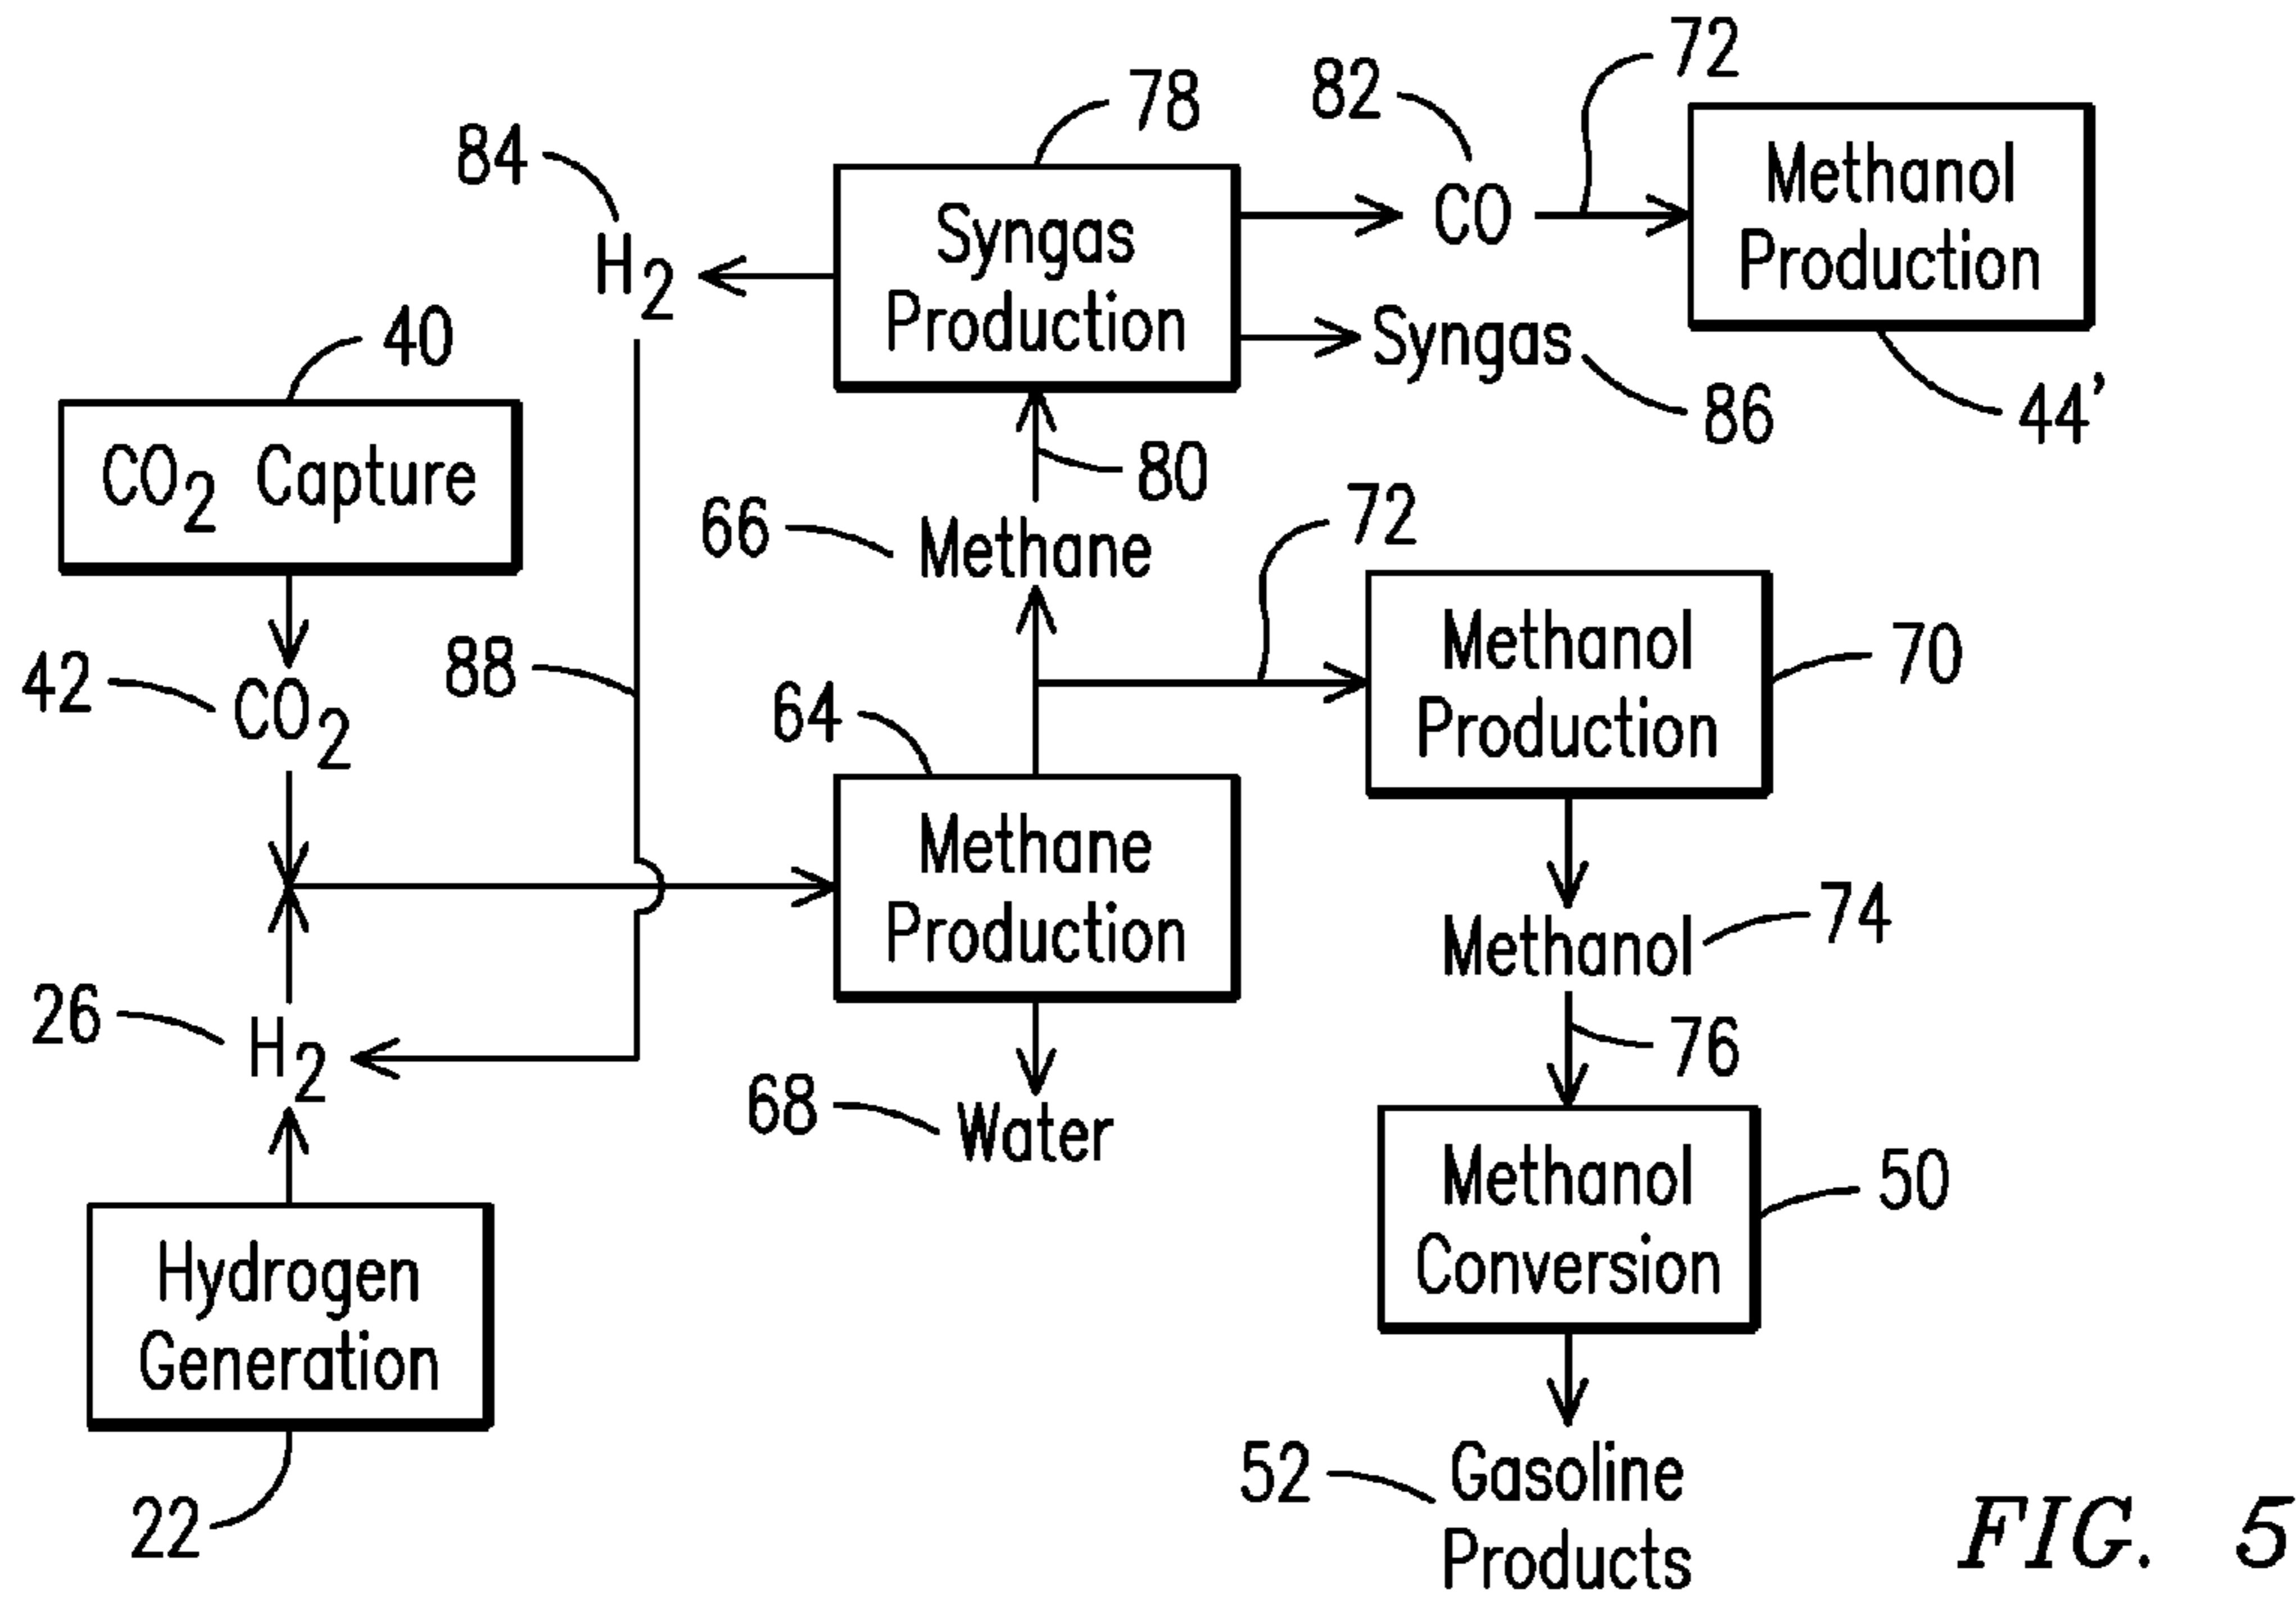 72
82
78
84
CO
Methanol
Production
Syngas
Production
H2
Syngas
40
86
44'
CO2 Capture
80
66
Methane
72
42
CO2
88
64
Methanol
Production
70
Methane
Production
Methanol
74
26
H2
76
68
Water
Methanol
Conversion
50
Hydrogen
Generation
22
52
Gasoline
Products
FIG. 5